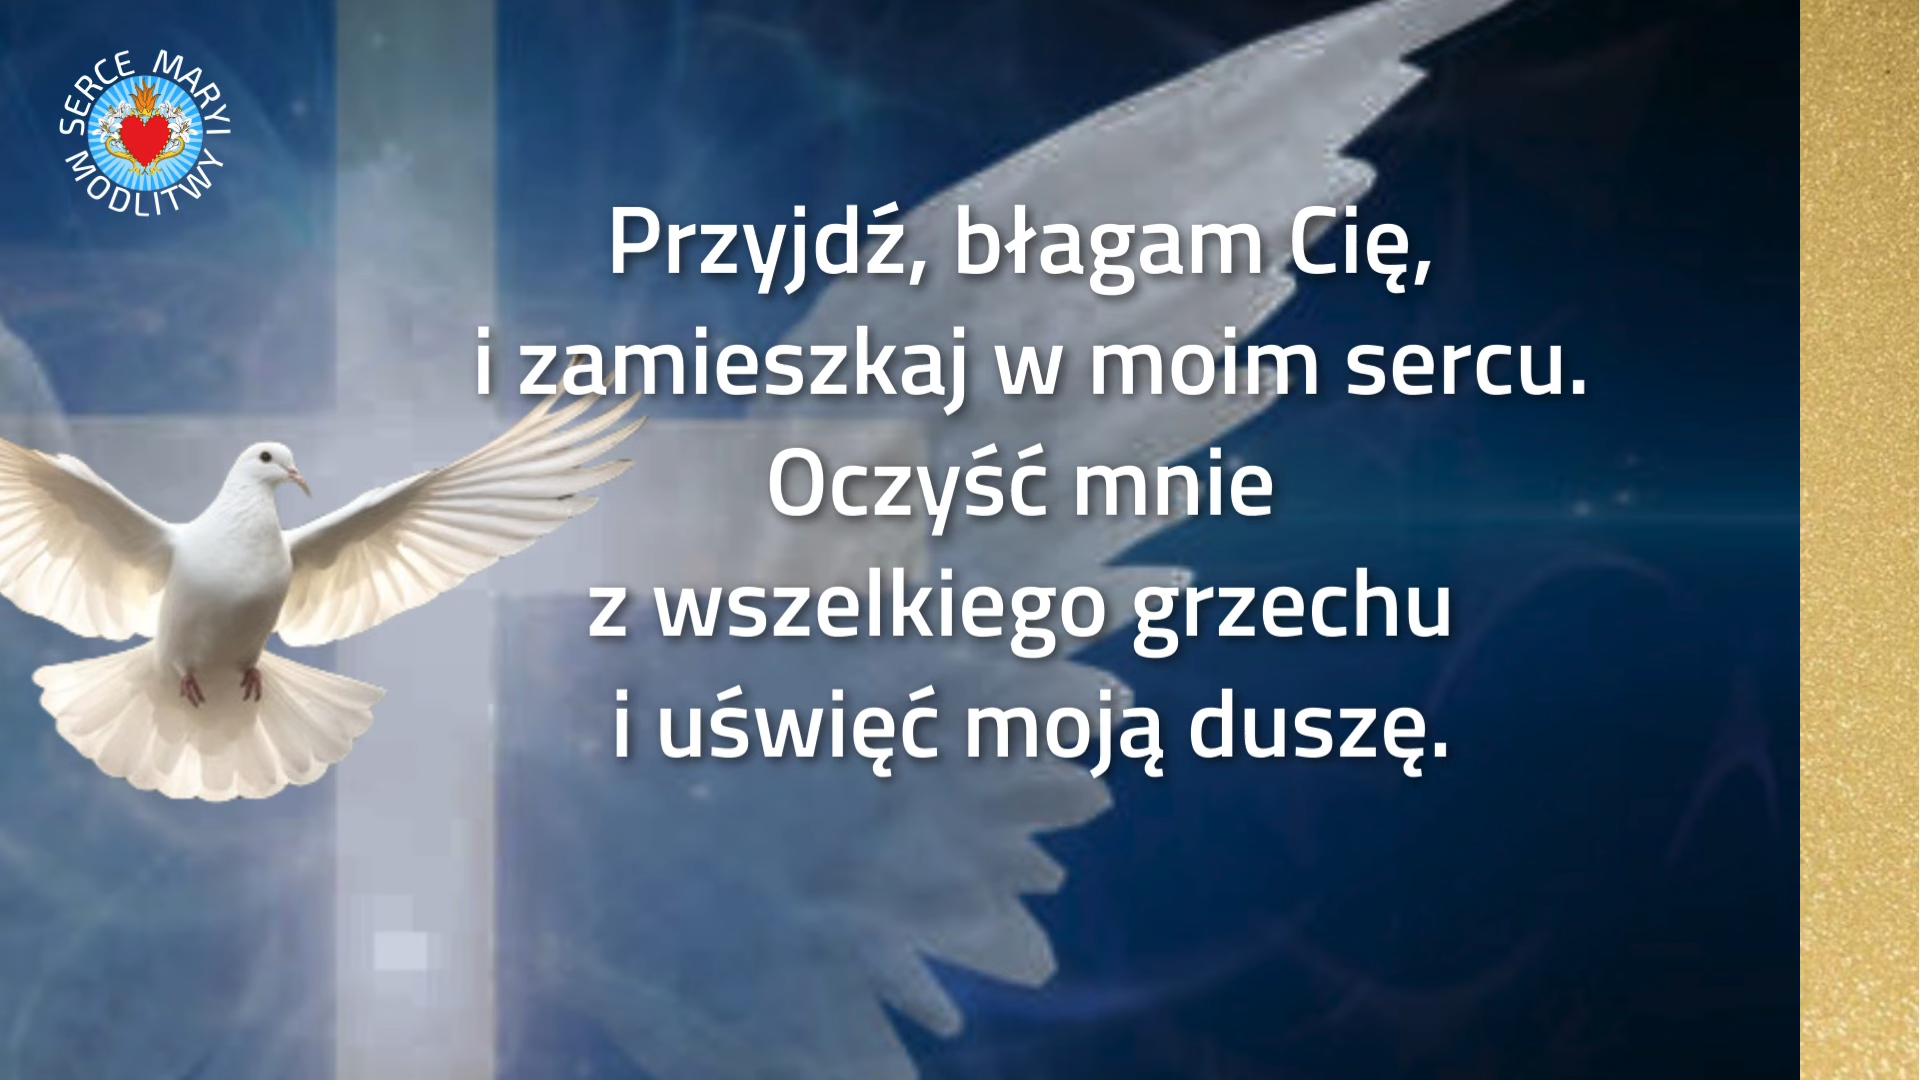 SERCE MARYI
MODLITWY
Przyjdź, błagam Cię,
i zamieszkaj w moim sercu.
Oczyść mnie
z wszelkiego grzechu
i uświęć moją duszę.